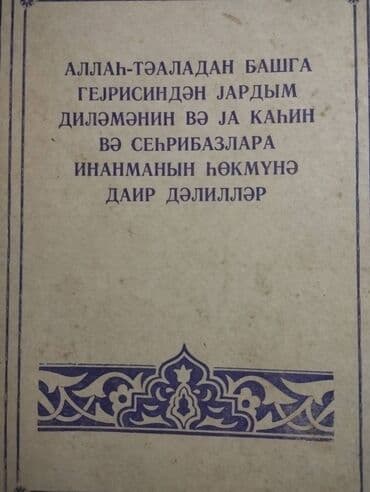 АЛЛАҺ-ТӘАЛАДАН БАШГА
ГЕЈРИСИНДӘН ЈАРДЫМ
ДИЛӘМӘНИН ВӘ ЈА КАҺИН
ВӘ СЕҺРИБАЗЛАРА
ИНАНМАНЫН ҺӨКМҮНӘ
ДАИР ДӘЛИЛЛӘР